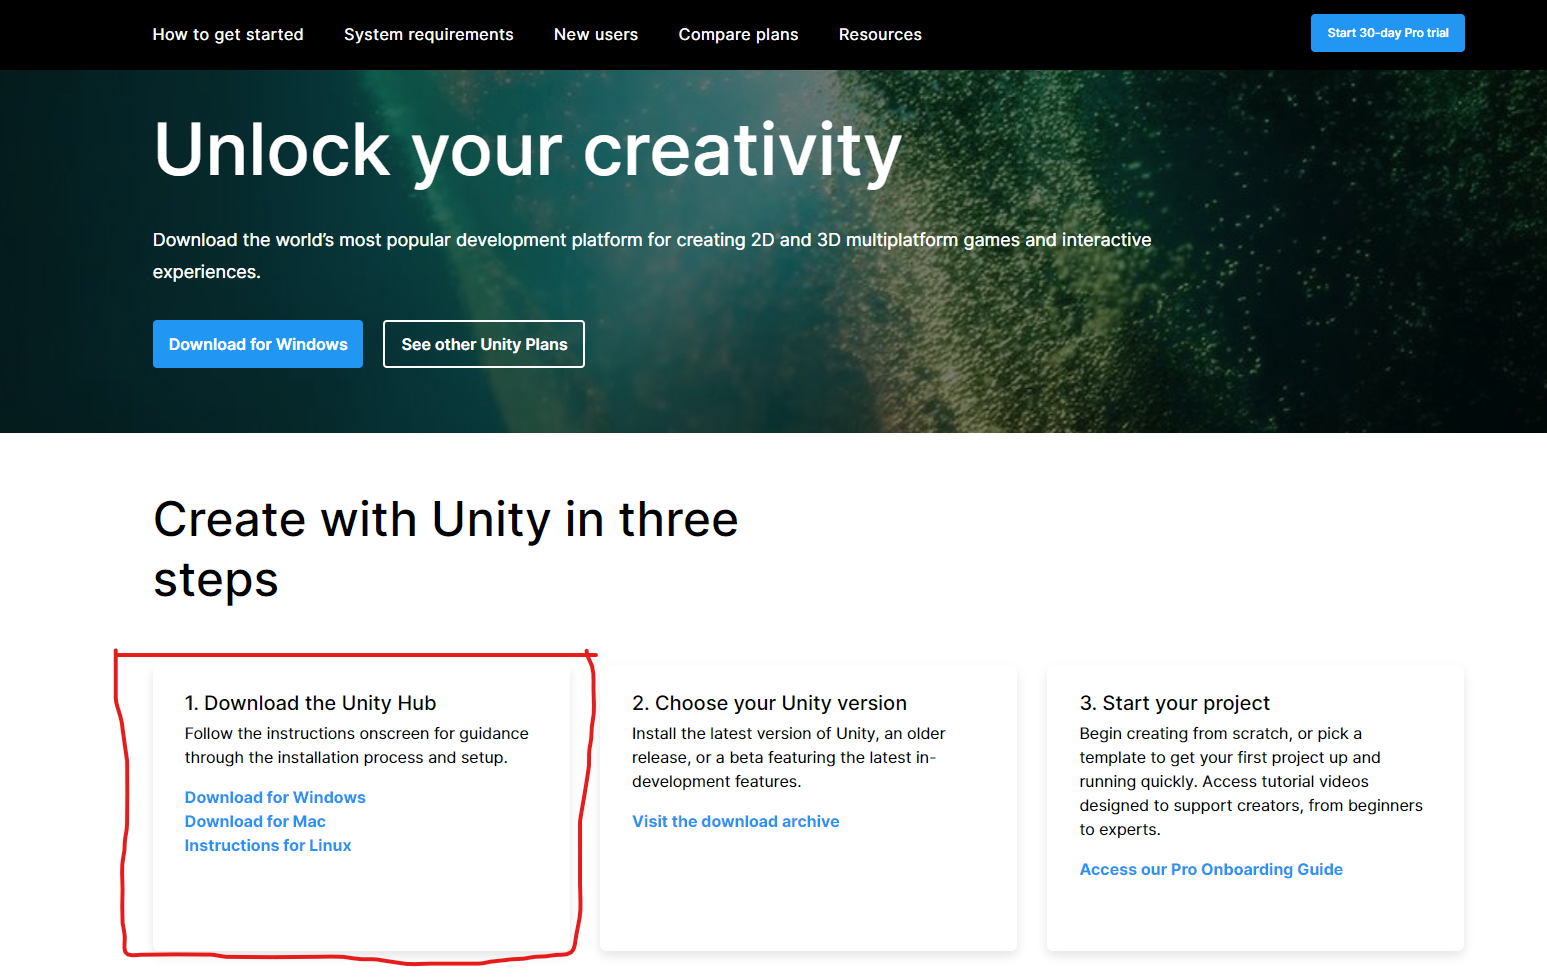 How to get started
System requirements
New users
Compare plans
Resources
Start 30-day Pro trial
Unlock your creativity
Download the world’s most popular development platform for creating 2D and 3D multiplatform games and interactive
experiences.
Download for Windows
See other Unity Plans
Create with Unity in three
steps
1. Download the Unity Hub
Follow the instructions onscreen for guidance
through the installation process and setup.
Download for Windows
Download for Mac
Instructions for Linux
2. Choose your Unity version
Install the latest version of Unity, an older
release, or a beta featuring the latest in-
development features.
Visit the download archive
3. Start your project
Begin creating from scratch, or pick a
template to get your first project up and
running quickly. Access tutorial videos
designed to support creators, from beginners
to experts.
Access our Pro Onboarding Guide